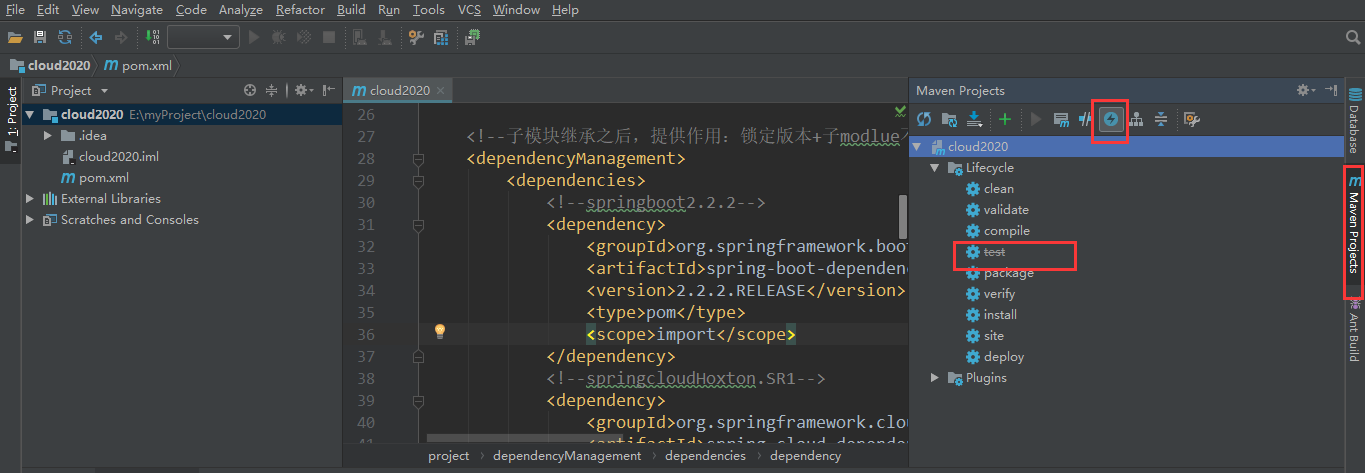 File Edit View Navigate Code Analyze Refactor Build Run Tools VCS Window Help
cloud2020 pom.xml
1: Project
Project
cloud2020 E:\myProject\cloud2020
.idea
cloud2020.iml
pom.xml
External Libraries
Scratches and Consoles
cloud2020
26
27 <!--子模块继承之后，提供作用：锁定版本+子modlue不
28 <dependencyManagement>
29 <dependencies>
30 <!--springboot2.2.2-->
31 <dependency>
32 <groupId>org.springframework.boot
33 <artifactId>spring-boot-dependenc
34 <version>2.2.2.RELEASE</version>
35 <type>pom</type>
36 <scope>import</scope>
37 </dependency>
38 <!--springcloudHoxton.SR1-->
39 <dependency>
40 <groupId>org.springframework.clou
41 <artifactId>spring-cloud-dependen
project dependencyManagement dependencies dependency
Maven Projects
cloud2020
Lifecycle
clean
validate
compile
test
package
verify
install
site
deploy
Plugins
Database
Maven Projects
Ant Build